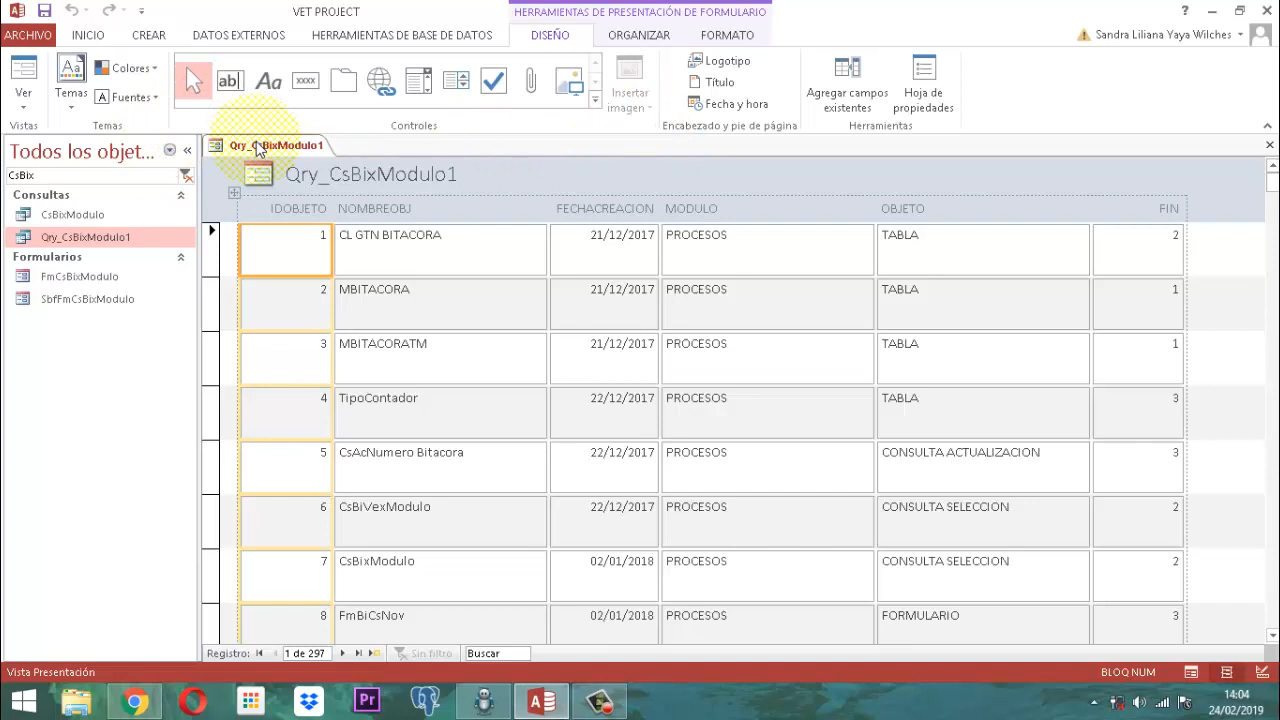 VET PROJECT
HERRAMIENTAS DE PRESENTACIÓN DE FORMULARIO
?
ARCHIVO INICIO CREAR DATOS EXTERNOS HERRAMIENTAS DE BASE DE DATOS DISEÑO ORGANIZAR FORMATO
Sandra Liliana Yaya Wilches
Ver
Vistas
Temas
Colores
Fuentes
Temas
ab
Aa
xxxx
Controles
Insertar
imagen
Logotipo
Título
Fecha y hora
Encabezado y pie de página
Agregar campos
existentes
Hoja de
propiedades
Herramientas
Todos los objet...
CsBix
Consultas
CsBixModulo
Qry_CsBixModulo1
Formularios
FmCsBixModulo
SbfFmCsBixModulo
Qry_CsBixModulo1
Qry_CsBixModulo1
IDOBJETO NOMBREOBJ FECHACREACION MODULO OBJETO FIN
1 CL GTN BITACORA 21/12/2017 PROCESOS TABLA 2
2 MBITACORA 21/12/2017 PROCESOS TABLA 1
3 MBITACORATM 21/12/2017 PROCESOS TABLA 1
4 TipoContador 22/12/2017 PROCESOS TABLA 3
5 CsAcNumero Bitacora 22/12/2017 PROCESOS CONSULTA ACTUALIZACION 3
6 CsBiVexModulo 22/12/2017 PROCESOS CONSULTA SELECCION 2
7 CsBixModulo 02/01/2018 PROCESOS CONSULTA SELECCION 2
8 FmBiCsNov 02/01/2018 PROCESOS FORMULARIO 3
Registro: 1 de 297 Sin filtro Buscar
Vista Presentación
BLOQ NUM
Pr
14:04
24/02/2019